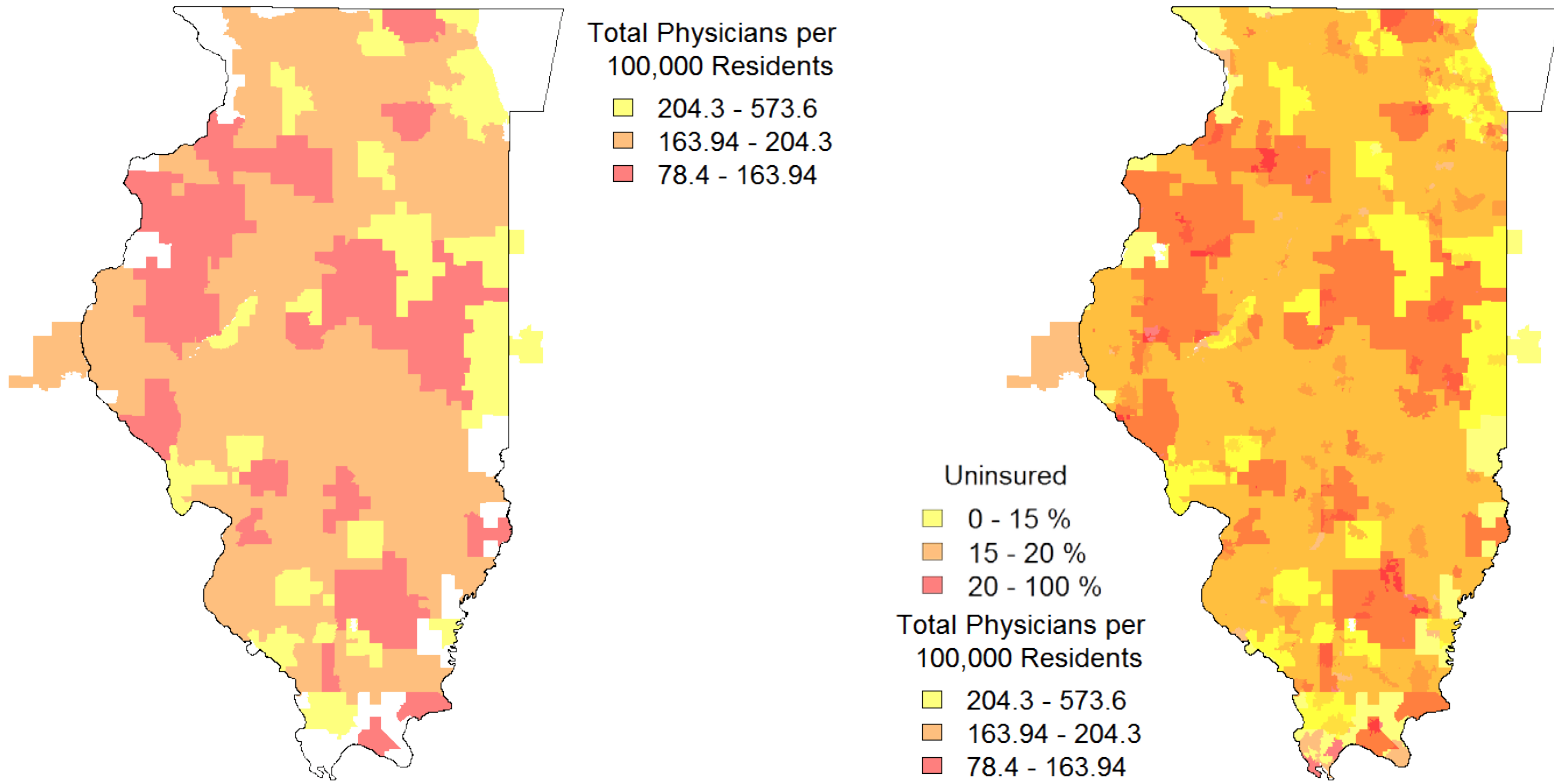 Total Physicians per
100,000 Residents
204.3 - 573.6
163.94 - 204.3
78.4 - 163.94
Uninsured
0 - 15 %
15 - 20 %
20 - 100 %
Total Physicians per
100,000 Residents
204.3 - 573.6
163.94 - 204.3
78.4 - 163.94